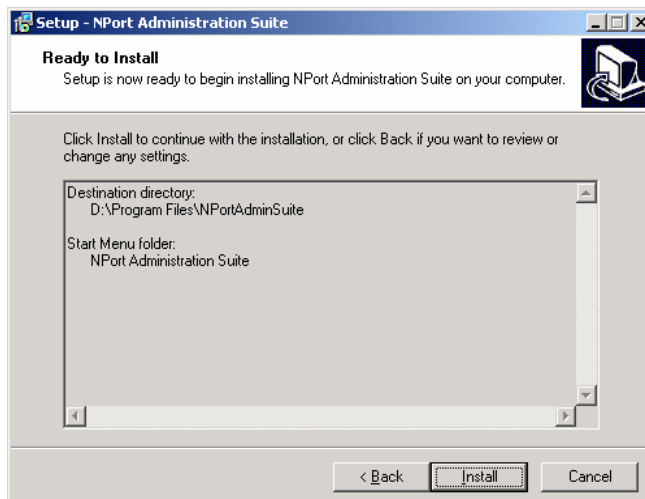 Setup - NPort Administration Suite
Ready to Install
Setup is now ready to begin installing NPort Administration Suite on your computer.
Click Install to continue with the installation, or click Back if you want to review or
change any settings.
Destination directory:
D:\Program Files\NPortAdminSuite
Start Menu folder:
NPort Administration Suite
< Back
Install
Cancel